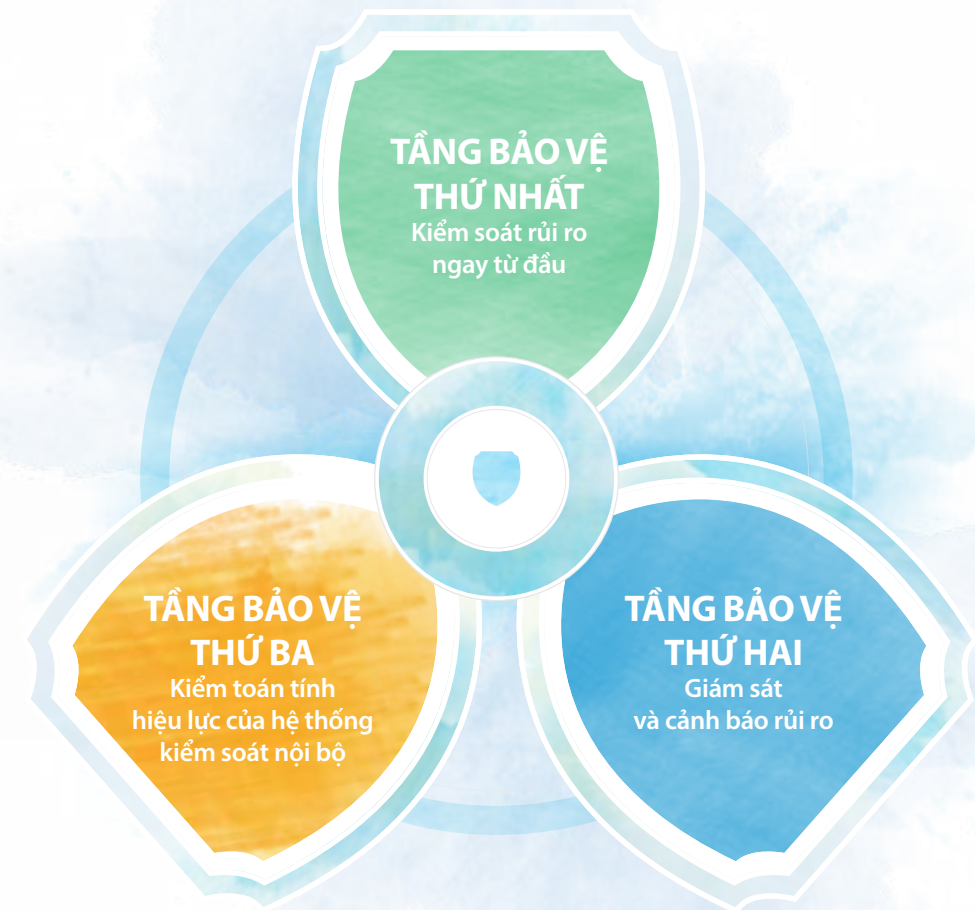 TẦNG BẢO VỆ
THỨ NHẤT
Kiểm soát rủi ro
ngay từ đầu
TẦNG BẢO VỆ
THỨ HAI
Giám sát
và cảnh báo rủi ro
TẦNG BẢO VỆ
THỨ BA
Kiểm toán tính
hiệu lực của hệ thống
kiểm soát nội bộ